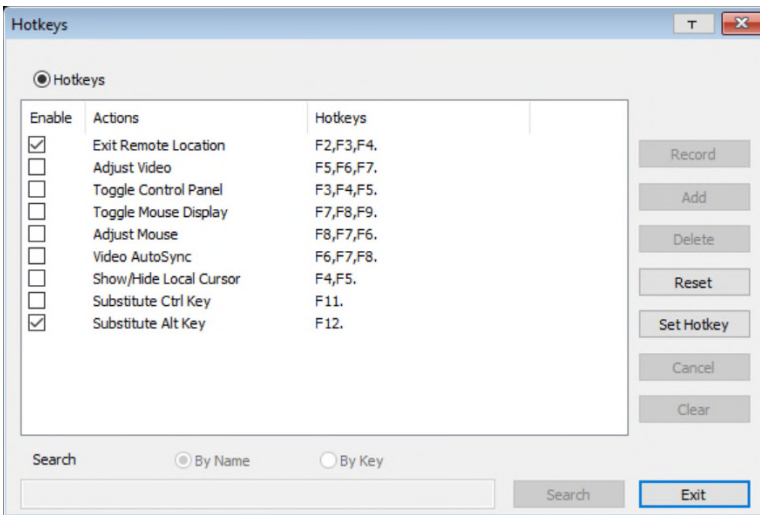 Hotkeys
T
Hotkeys
Enable Actions Hotkeys
Exit Remote Location F2,F3,F4.
Record
Adjust Video F5,F6,F7.
Toggle Control Panel F3,F4,F5.
Add
Toggle Mouse Display F7,F8,F9.
Adjust Mouse F8,F7,F6.
Delete
Video AutoSync F6,F7,F8.
Show/Hide Local Cursor F4,F5.
Reset
Substitute Ctrl Key F11.
Substitute Alt Key F12.
Set Hotkey
Cancel
Clear
Search By Name By Key
Search Exit